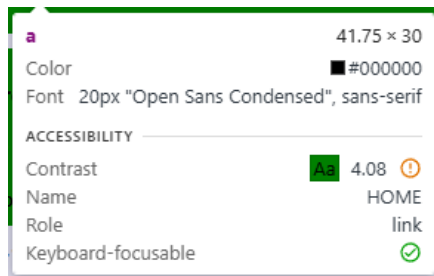 a 41.75 × 30
Color #000000
Font 20px "Open Sans Condensed", sans-serif
ACCESSIBILITY
Contrast Aa 4.08
Name HOME
Role link
Keyboard-focusable